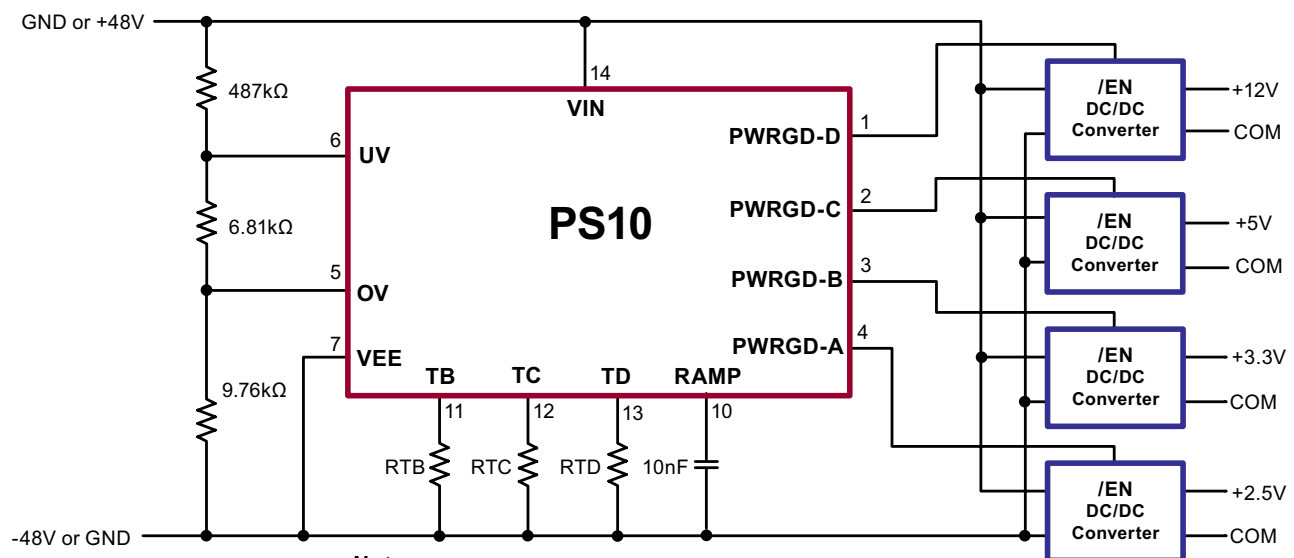 GND or +48V
487kΩ
6.81kΩ
9.76kΩ
-48V or GND
6
UV
5
OV
7
VEE
14
VIN
PS10
PWRGD-D
1
PWRGD-C
2
PWRGD-B
3
PWRGD-A
4
TB
TC
TD
RAMP
11
12
13
10
RTB
RTC
RTD
10nF
/EN
DC/DC
Converter
+12V
COM
/EN
DC/DC
Converter
+5V
COM
/EN
DC/DC
Converter
+3.3V
COM
/EN
DC/DC
Converter
+2.5V
COM